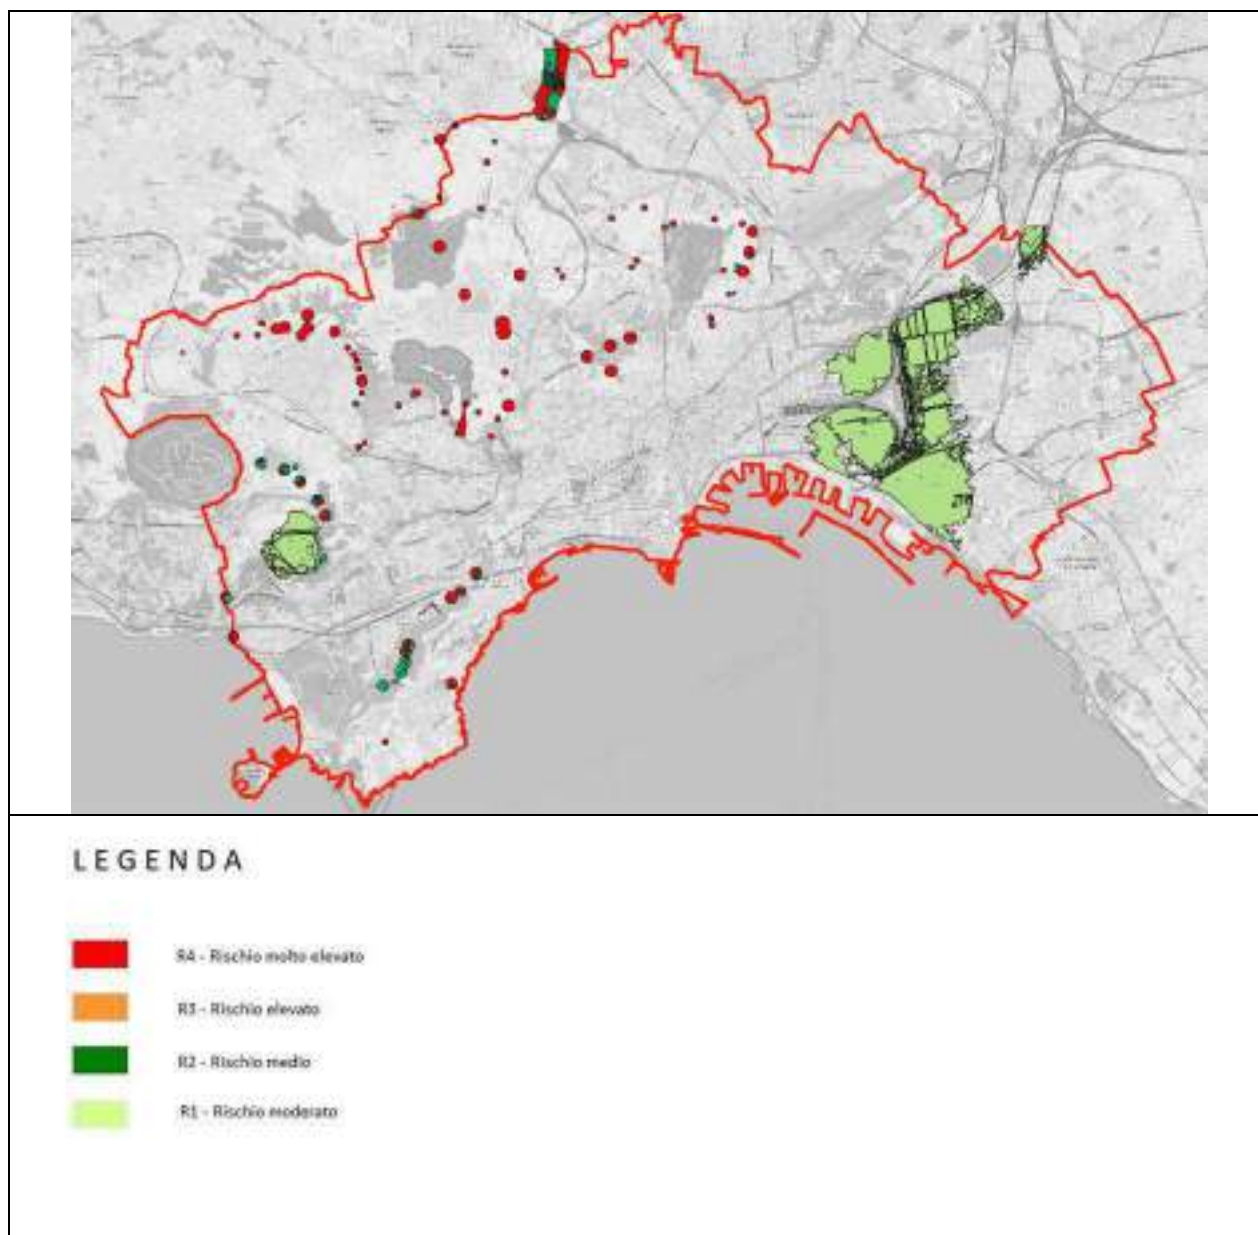 LEGENDA
R4 - Rischio molto elevato
R3 - Rischio elevato
R2 - Rischio medio
R1 - Rischio moderato